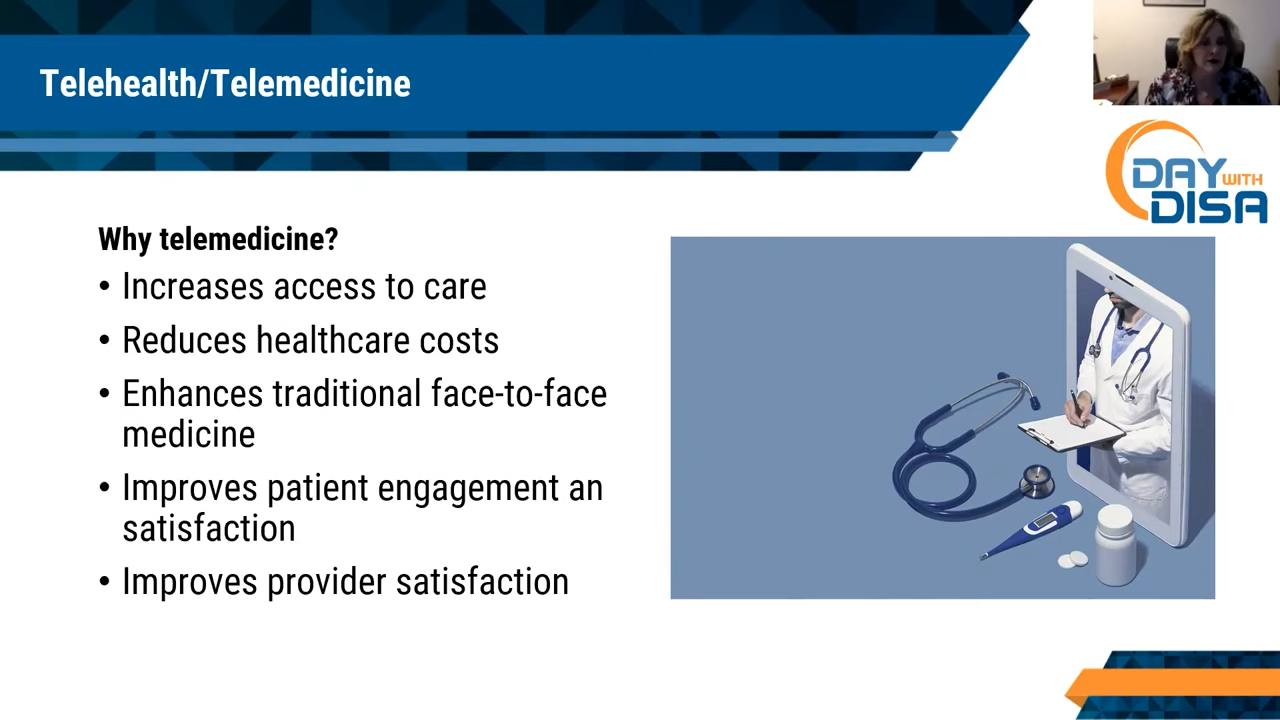 Telehealth/Telemedicine
DAY WITH
DISA
Why telemedicine?
• Increases access to care
• Reduces healthcare costs
• Enhances traditional face-to-face
medicine
• Improves patient engagement an
satisfaction
• Improves provider satisfaction